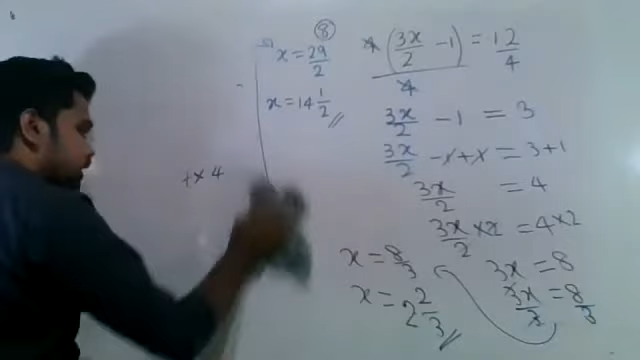 + × 4
x = 29/2
x = 14 1/2
⑧ 4 (3x/2 - 1) / 4 = 12/4
3x/2 - 1 = 3
3x/2 - 1 + 1 = 3 + 1
3x/2 = 4
3x/2 × 2 = 4 × 2
3x = 8
3x/3 = 8/3
x = 8/3
x = 2 2/3